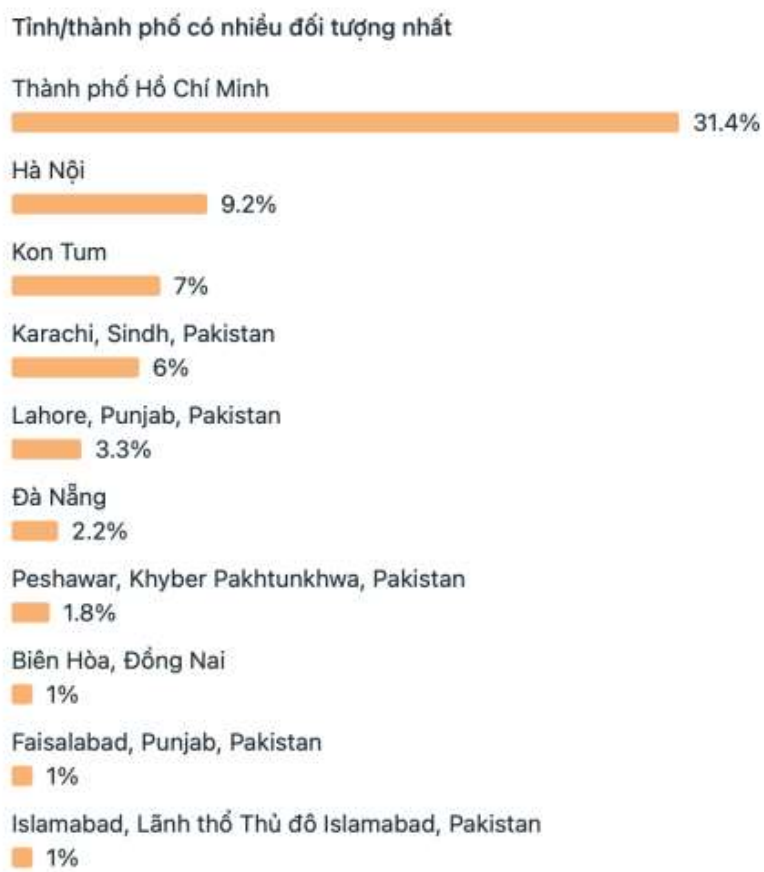 Tỉnh/thành phố có nhiều đối tượng nhất
Thành phố Hồ Chí Minh
31.4%
Hà Nội
9.2%
Kon Tum
7%
Karachi, Sindh, Pakistan
6%
Lahore, Punjab, Pakistan
3.3%
Đà Nẵng
2.2%
Peshawar, Khyber Pakhtunkhwa, Pakistan
1.8%
Biên Hòa, Đồng Nai
1%
Faisalabad, Punjab, Pakistan
1%
Islamabad, Lãnh thổ Thủ đô Islamabad, Pakistan
1%